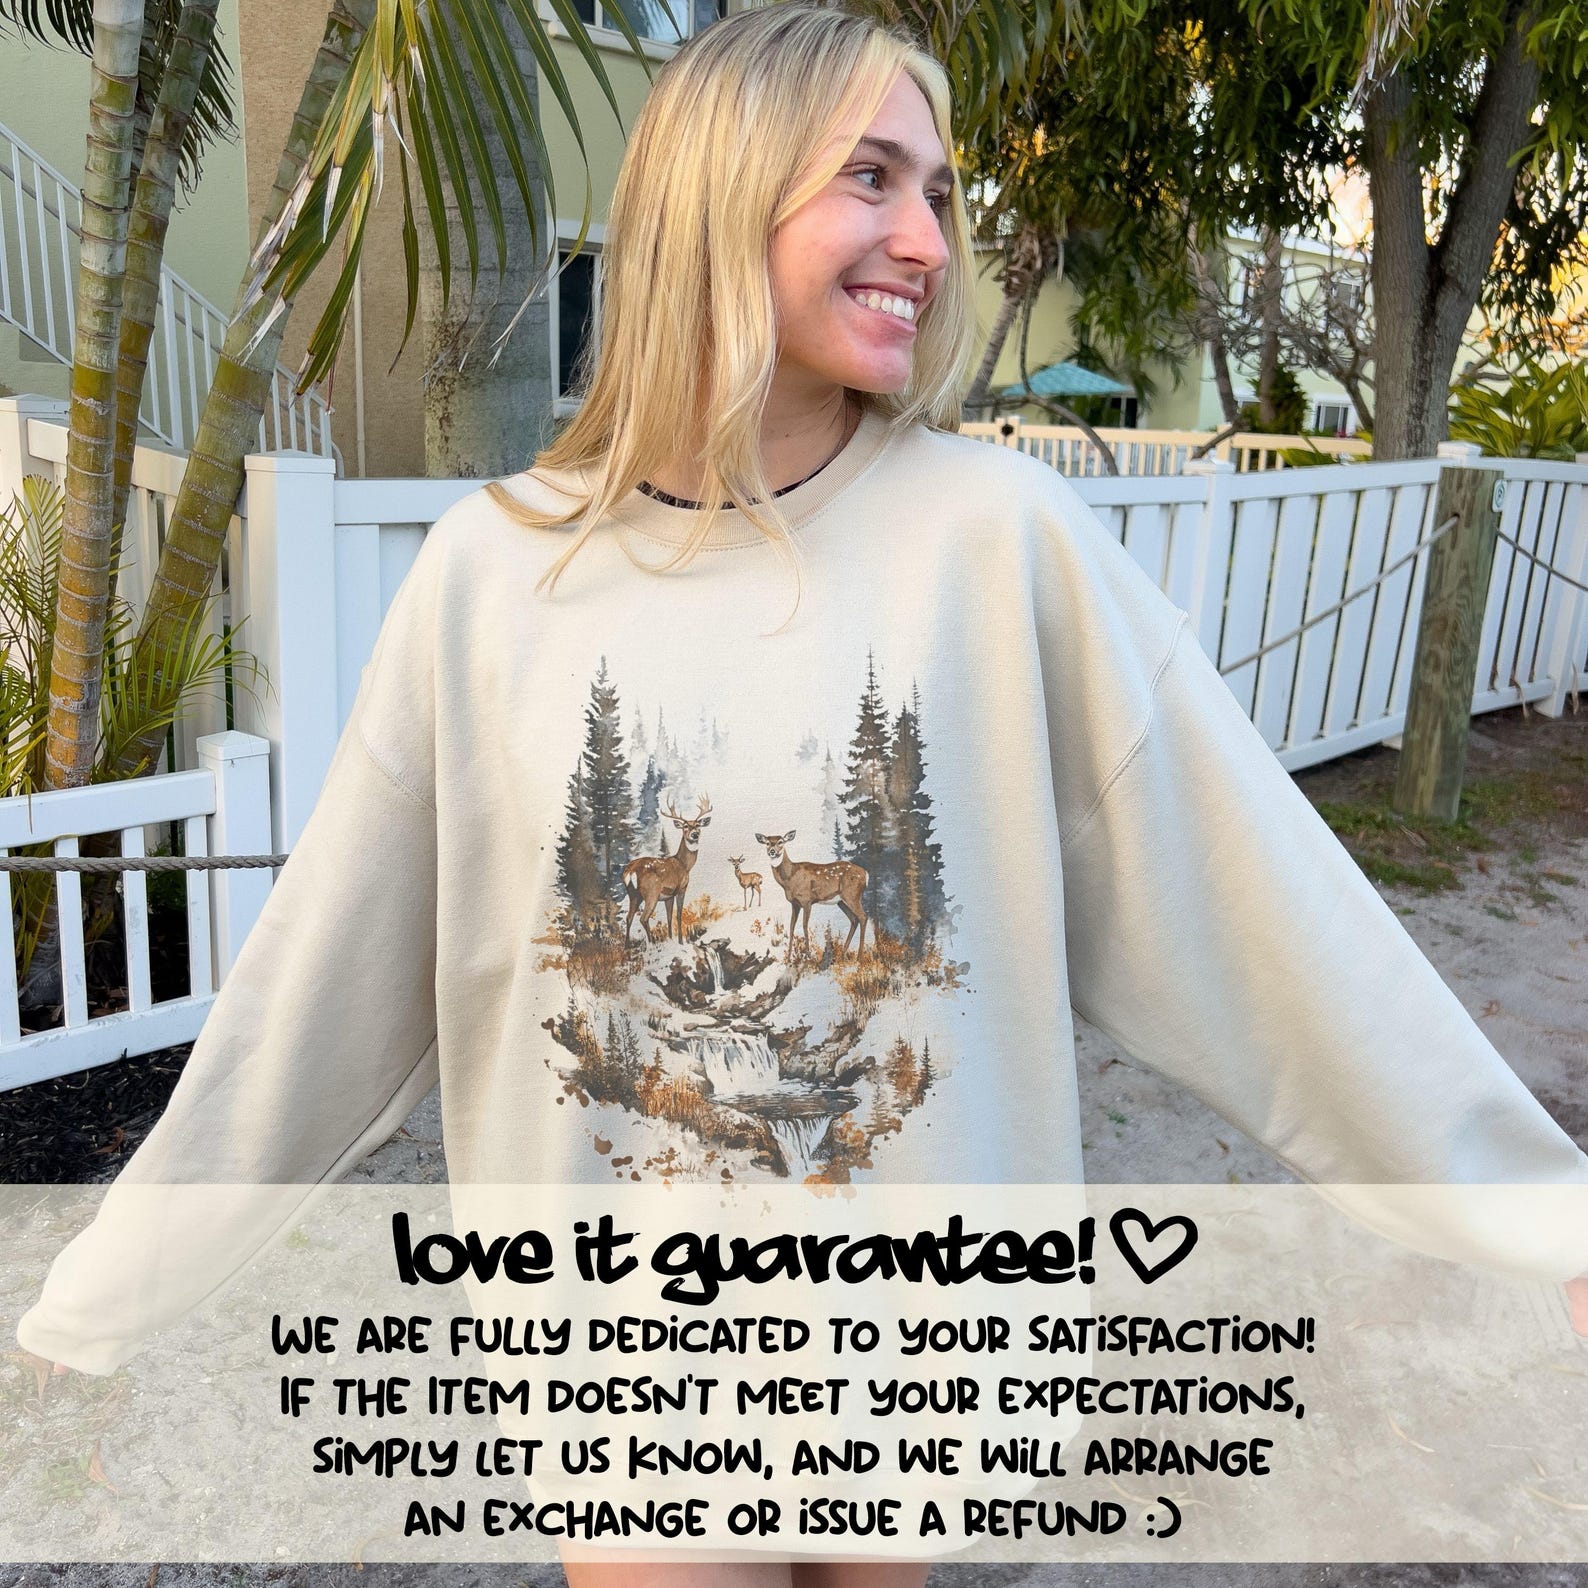 love it guarantee! ♡
WE ARE FULLY DEDICATED TO YOUR SATISFACTION!
IF THE ITEM DOESN'T MEET YOUR EXPECTATIONS,
SIMPLY LET US KNOW, AND WE WILL ARRANGE
AN EXCHANGE OR ISSUE A REFUND :)